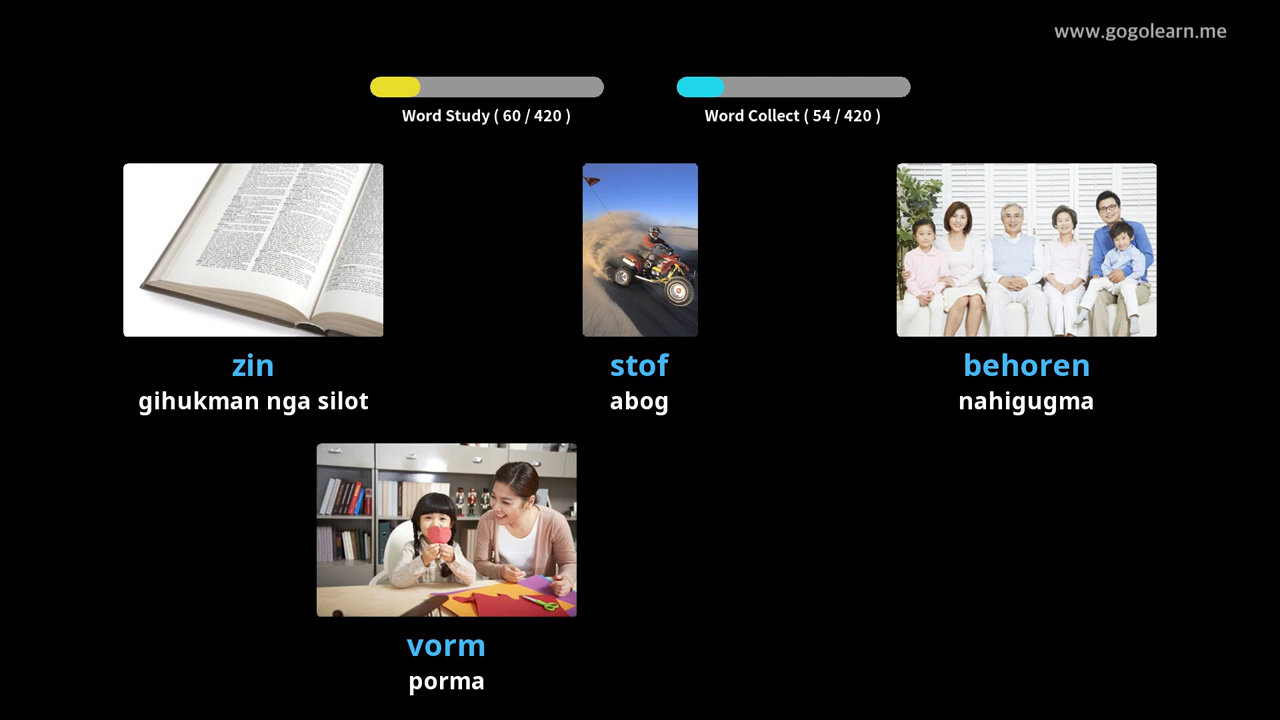 www.gogolearn.me
Word Study ( 60 / 420 )
Word Collect ( 54 / 420 )
zin
gihukman nga silot
stof
abog
behoren
nahigugma
vorm
porma